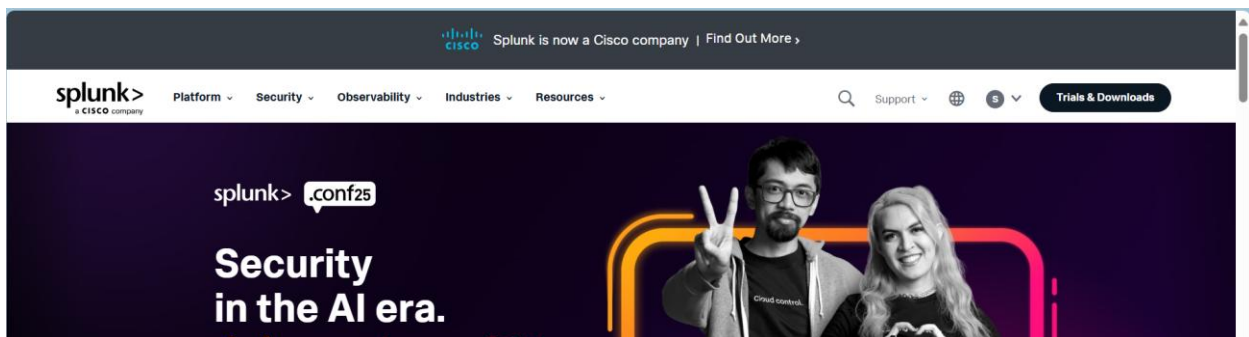 CISCO Splunk is now a Cisco company | Find Out More ›
splunk> Platform Security Observability Industries Resources Support S Trials & Downloads
a CISCO company
splunk> .conf25
Security
in the AI era.
Cloud control.